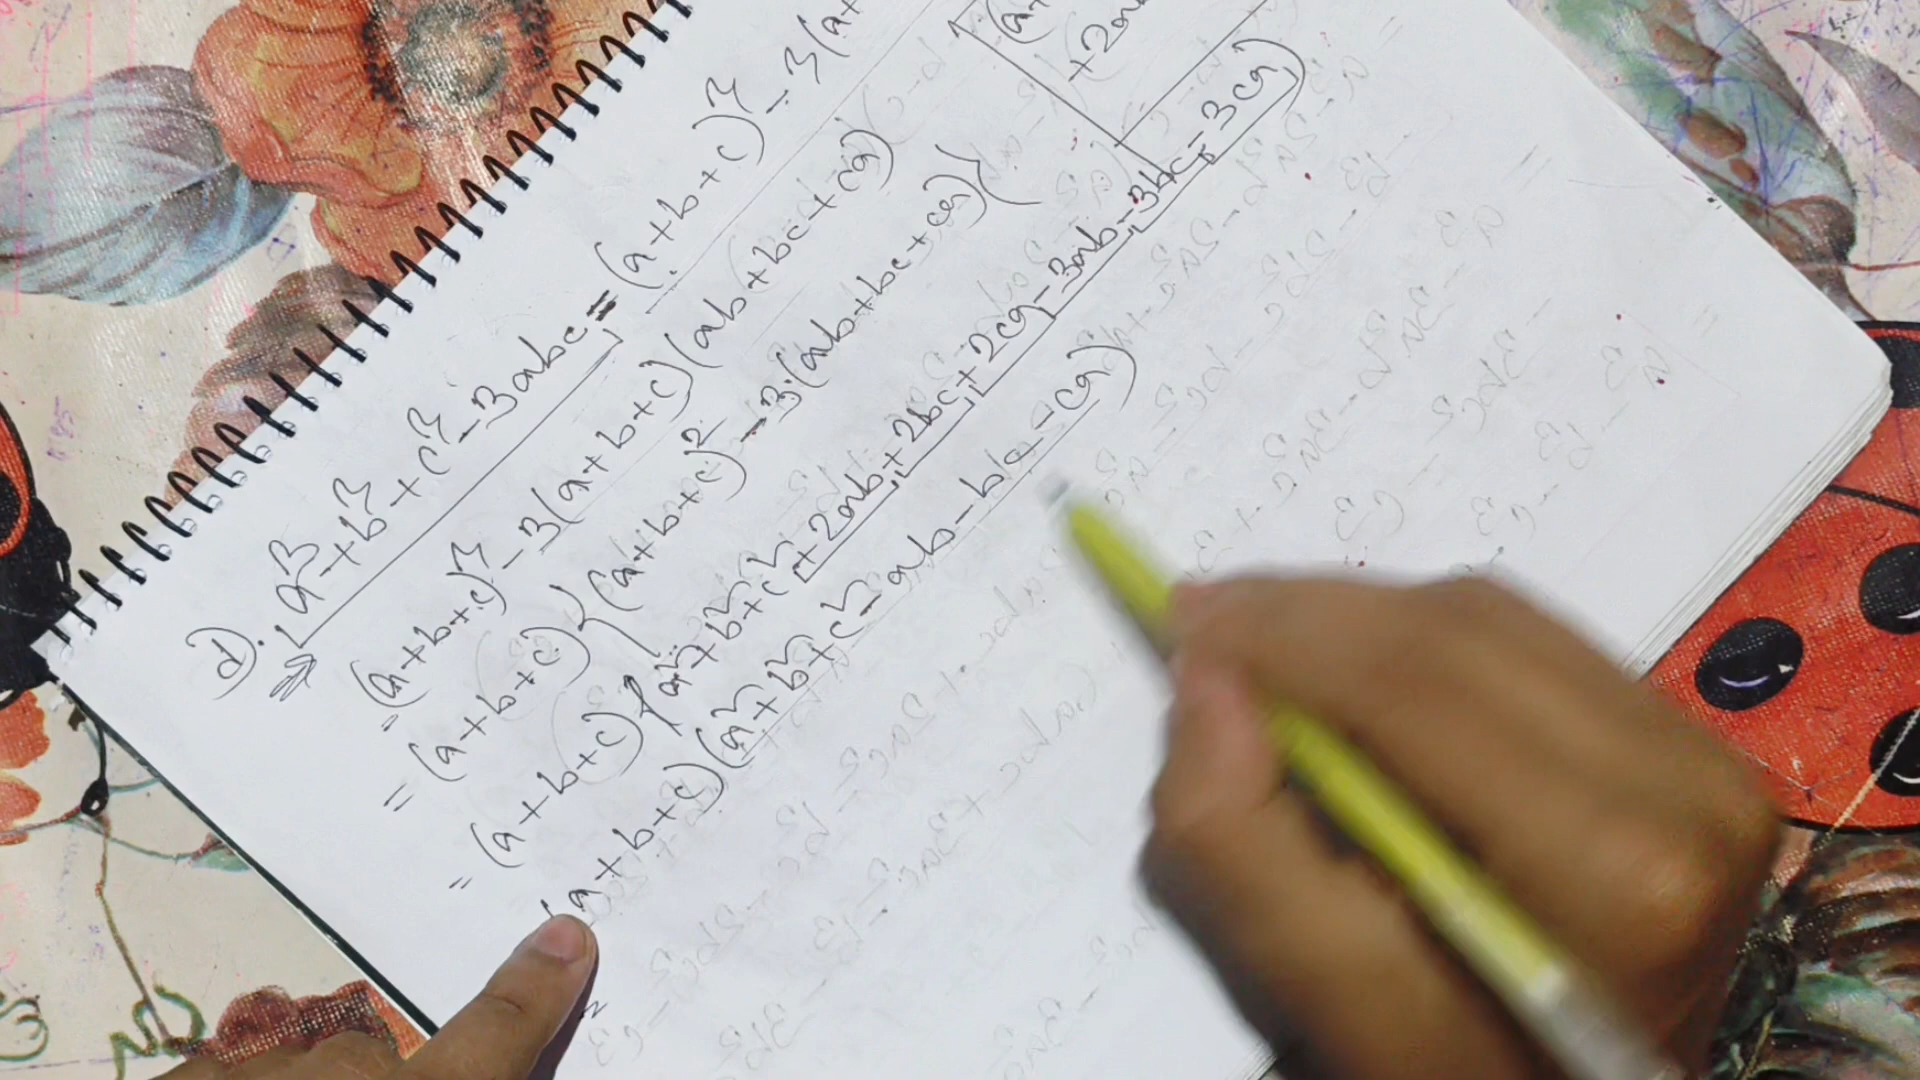 d). a³+b³+c³-3abc = (a+b+c)³-3(a+
= (a+b+c)³-3(a+b+c)(ab+bc+ca)
= (a+b+c){(a+b+c)²-3.(ab+bc+ca)}
= (a+b+c){a²+b²+c²+2ab+2bc+2ca-3ab-3bc-3ca}
(a+b+c)(a²+b²+c²-ab-bc-ca)
(a+
+2ab